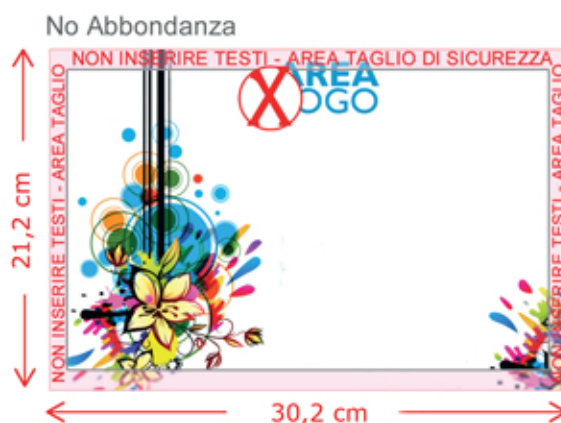 No Abbondanza
NON INSERIRE TESTI - AREA TAGLIO DI SICUREZZA
AREA
LOGO
NON INSERIRE TESTI - AREA TAGLIO
NON INSERIRE TESTI - AREA TAGLIO
21,2 cm
30,2 cm